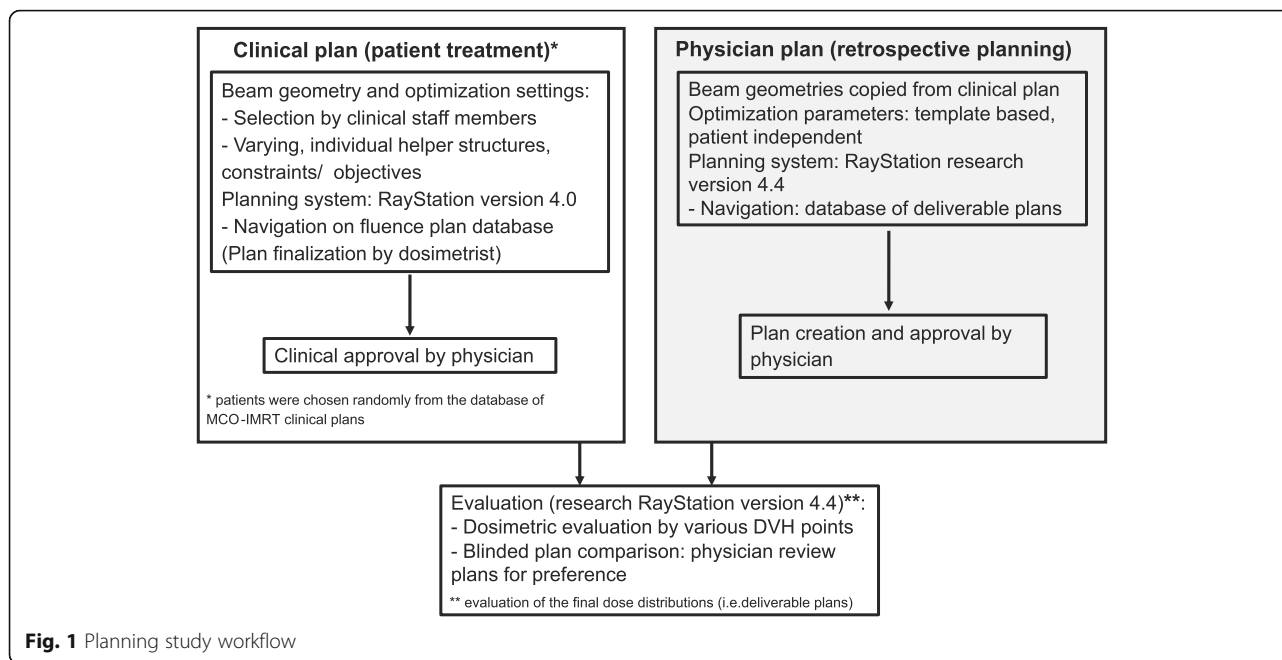 Clinical plan (patient treatment)*
Beam geometry and optimization settings:
- Selection by clinical staff members
- Varying, individual helper structures,
constraints/ objectives
Planning system: RayStation version 4.0
- Navigation on fluence plan database
(Plan finalization by dosimetrist)
Clinical approval by physician
* patients were chosen randomly from the database of
MCO-IMRT clinical plans
Physician plan (retrospective planning)
Beam geometries copied from clinical plan
Optimization parameters: template based,
patient independent
Planning system: RayStation research
version 4.4
- Navigation: database of deliverable plans
Plan creation and approval by
physician
Evaluation (research RayStation version 4.4)**:
- Dosimetric evaluation by various DVH points
- Blinded plan comparison: physician review
plans for preference
** evaluation of the final dose distributions (i.e.deliverable plans)
Fig. 1 Planning study workflow